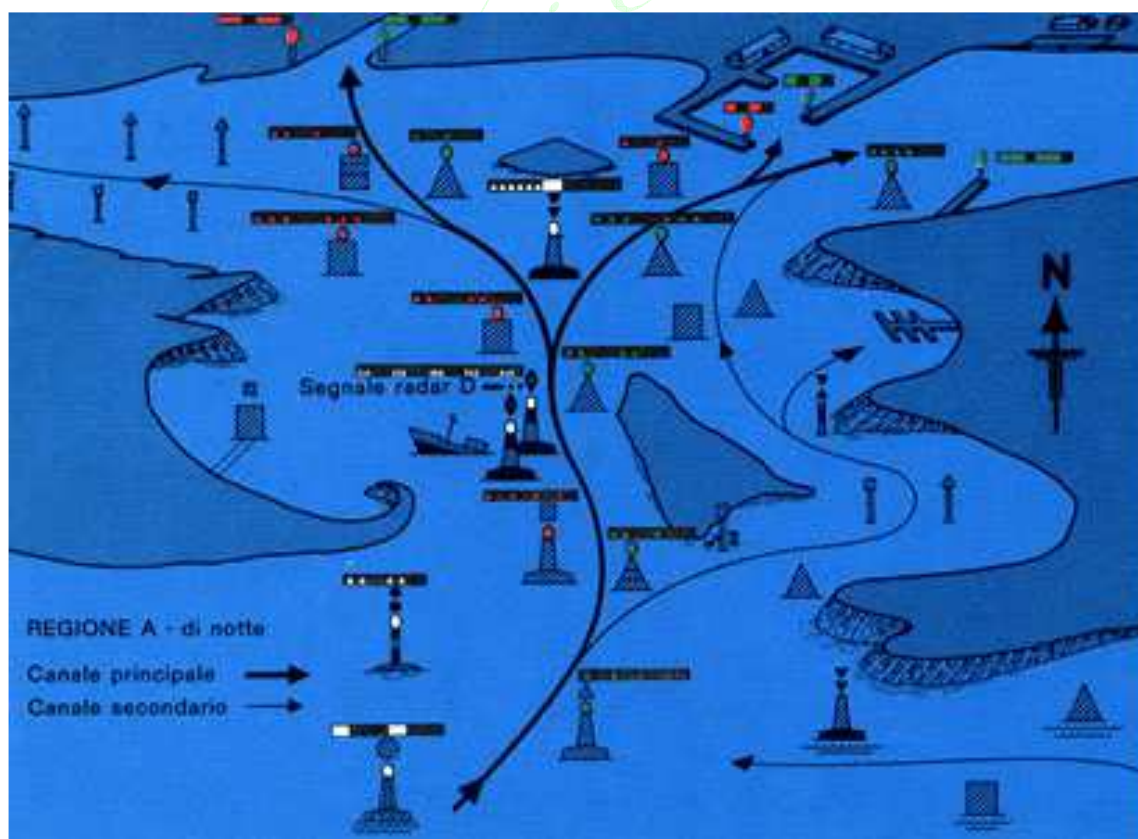 N
Segnale radar D
REGIONE A - di notte
Canale principale
Canale secondario